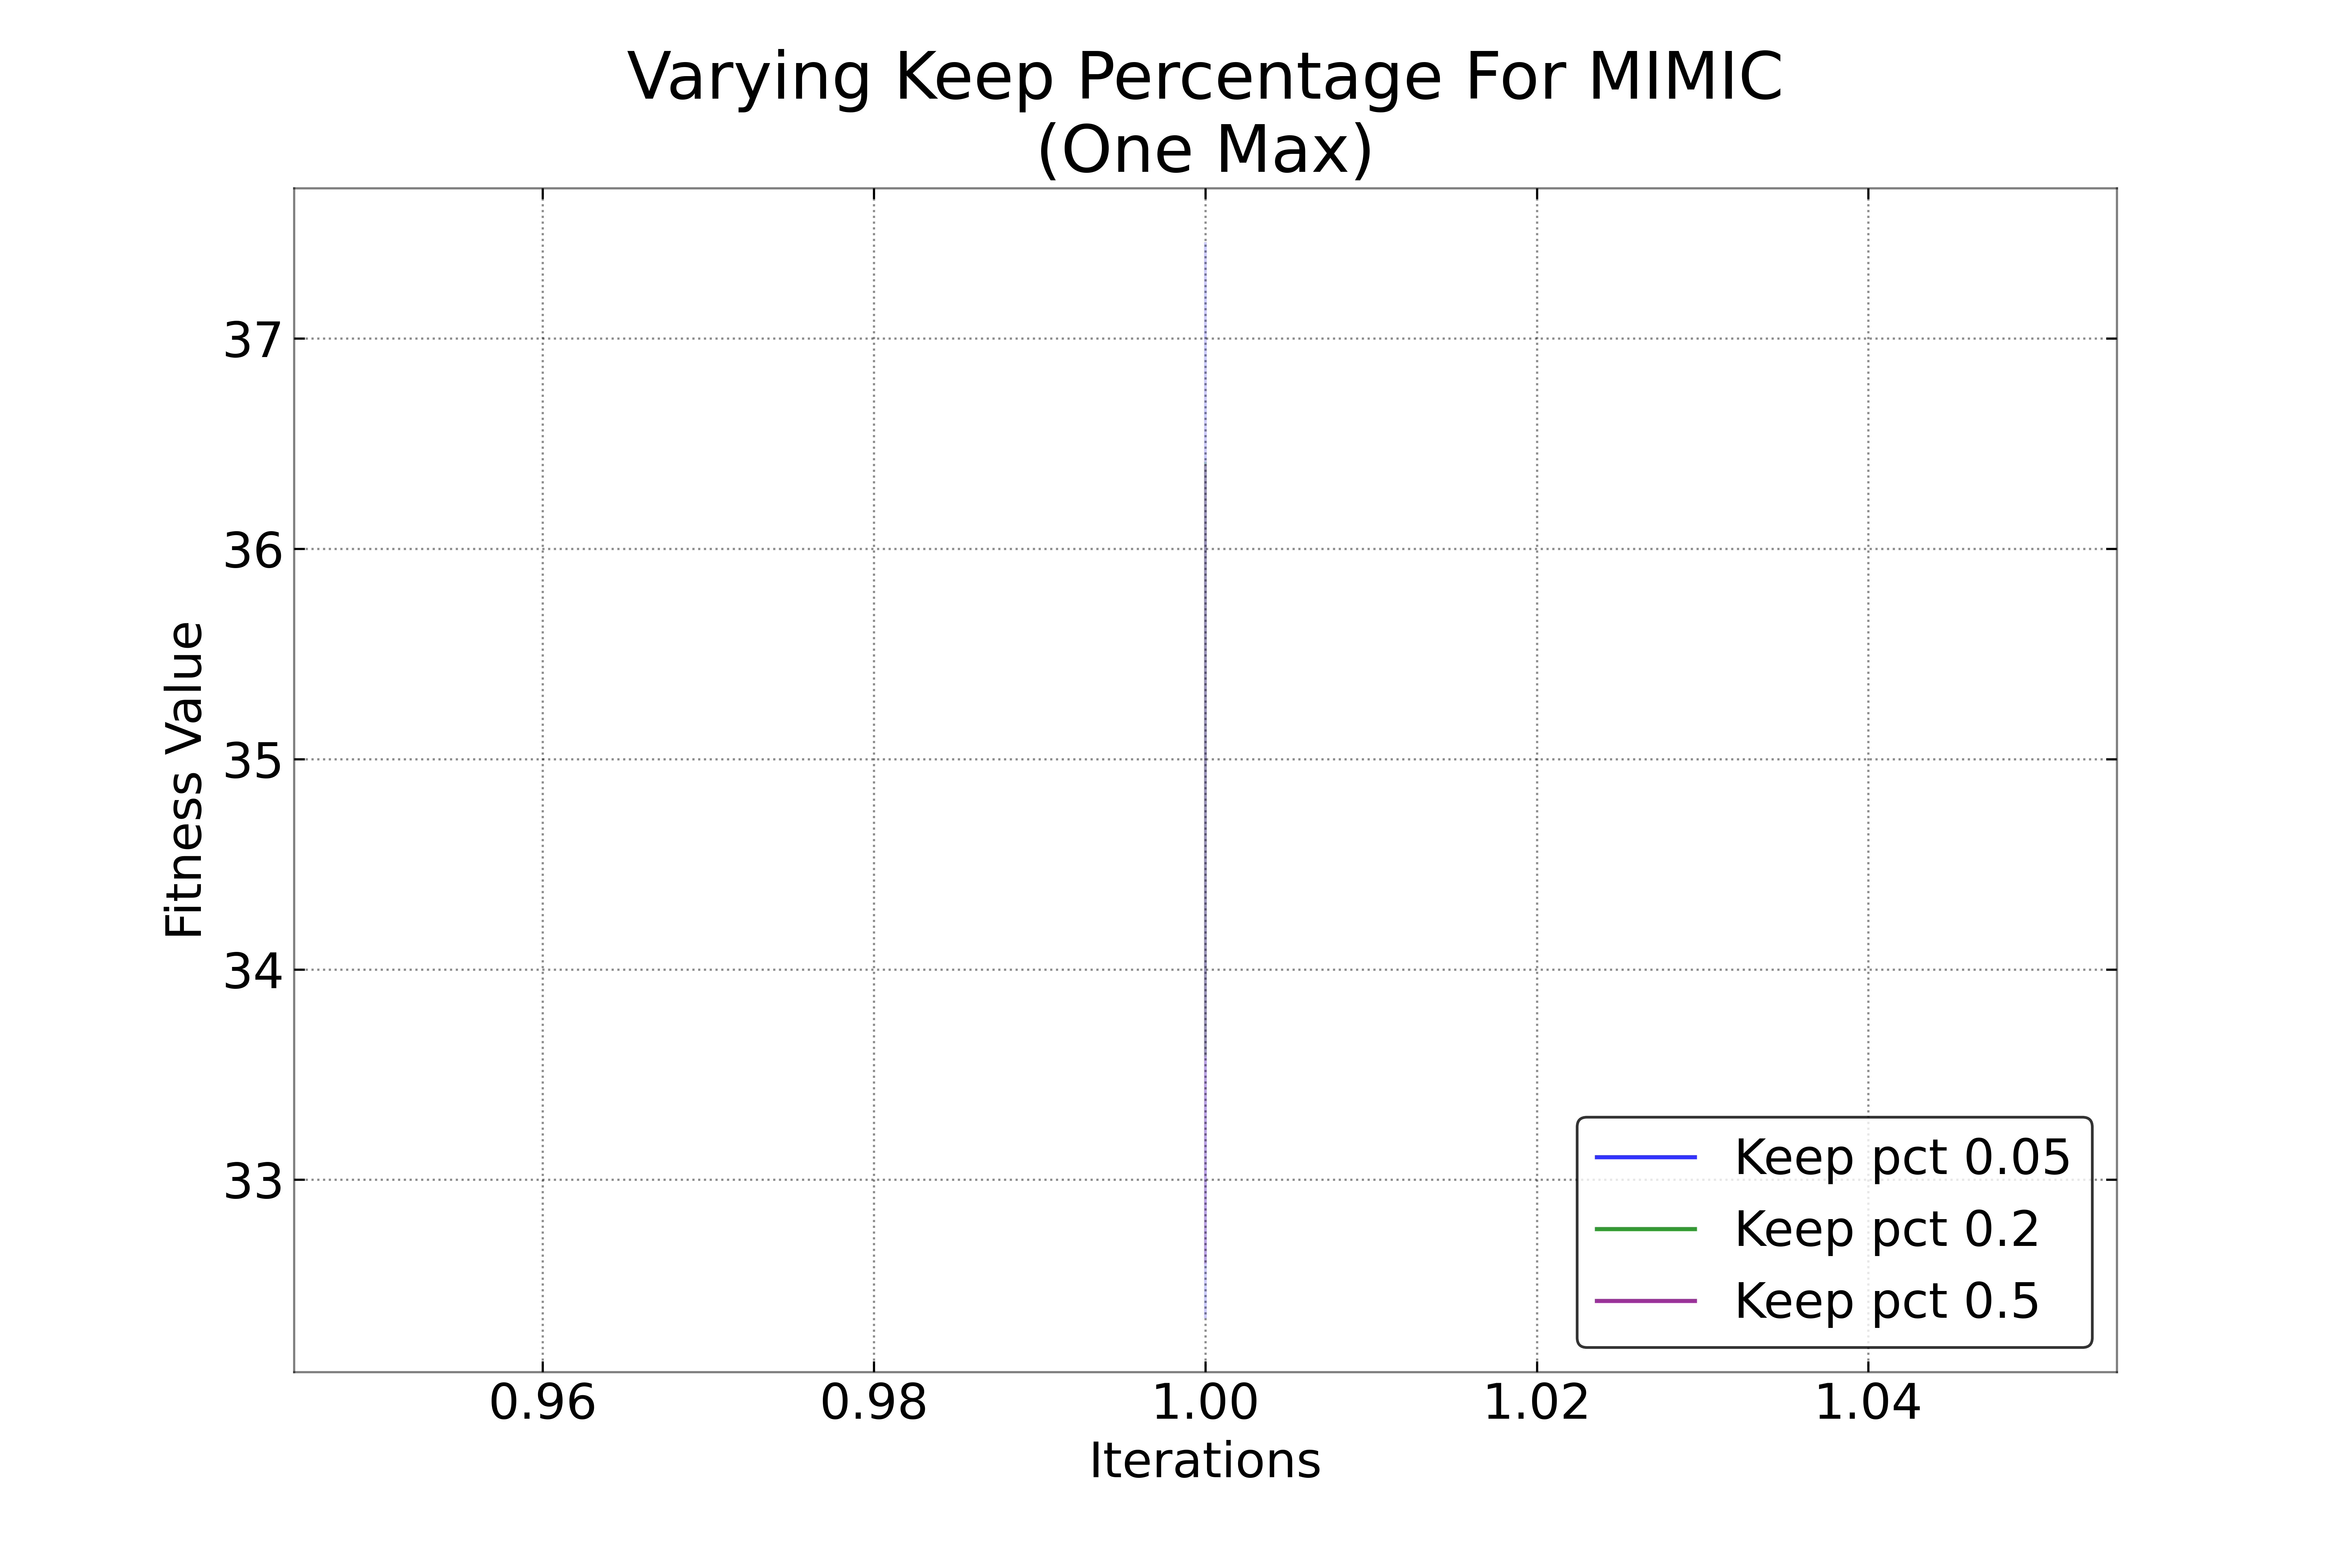 Varying Keep Percentage For MIMIC
(One Max)
Fitness Value
37
36
35
34
33
Keep pct 0.05
Keep pct 0.2
Keep pct 0.5
0.96 0.98 1.00 1.02 1.04
Iterations